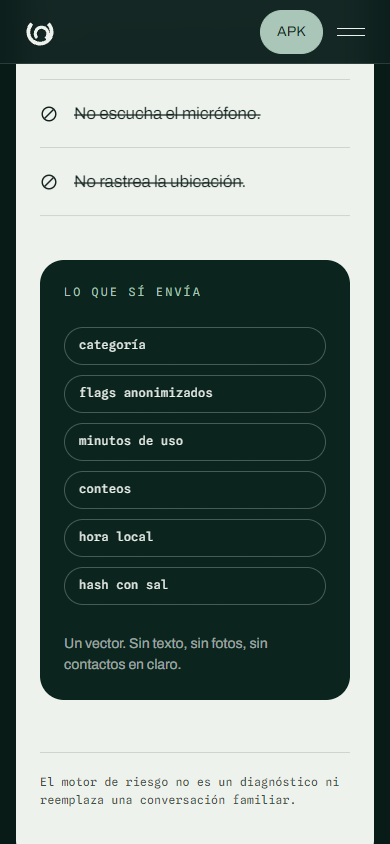 APK
No escucha el micrófono.
No rastrea la ubicación.
LO QUE SÍ ENVÍA
categoría
flags anonimizados
minutos de uso
conteos
hora local
hash con sal
Un vector. Sin texto, sin fotos, sin
contactos en claro.
El motor de riesgo no es un diagnóstico ni
reemplaza una conversación familiar.